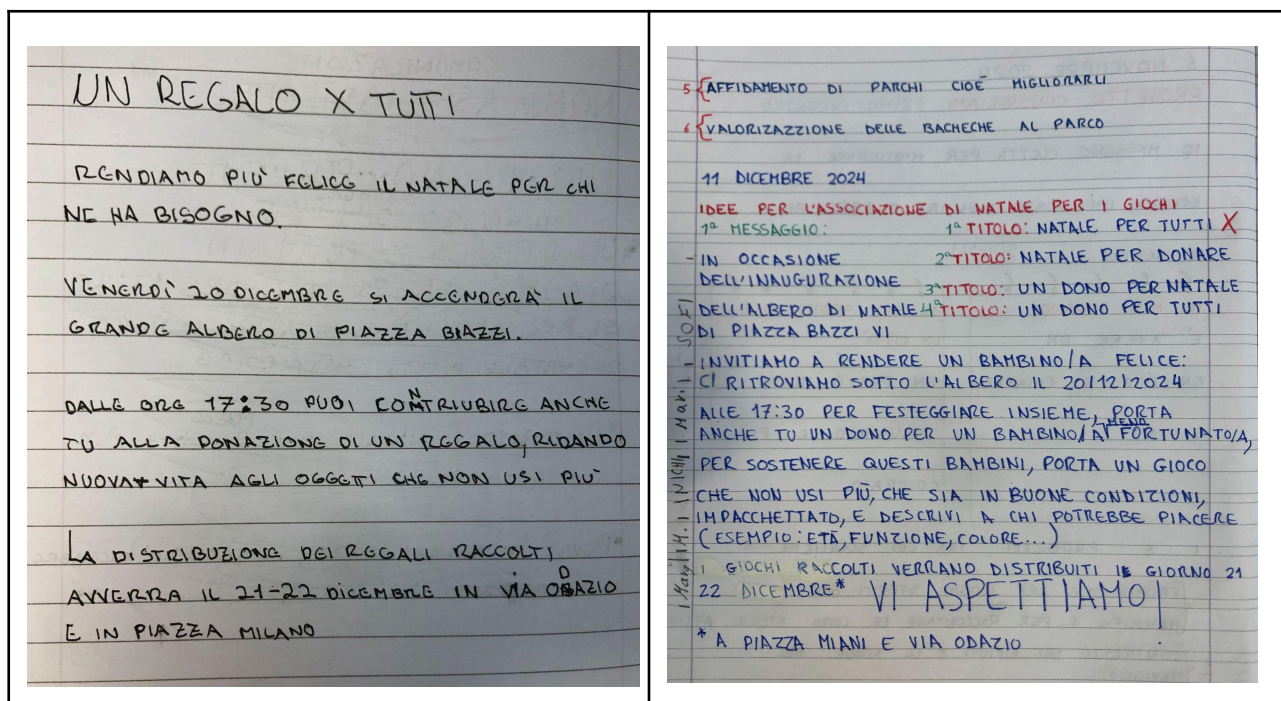 UN REGALO X TUTTI
RENDIAMO PIÙ FELICE IL NATALE PER CHI
NE HA BISOGNO.
VENERDÌ 20 DICEMBRE SI ACCENDERÀ IL
GRANDE ALBERO DI PIAZZA BIAZZI.
DALLE ORE 17:30 PUOI CONTRIUBIRE ANCHE
TU ALLA DONAZIONE DI UN REGALO, RIDANDO
NUOVA VITA AGLI OGGETTI CHE NON USI PIÙ
LA DISTRIBUZIONE DEI REGALI RACCOLTI,
AVVERRA IL 21-22 DICEMBRE IN VIA ODAZIO
E IN PIAZZA MILANO
5 { AFFIDAMENTO DI PARCHI CIOÈ MIGLIORARLI
6 { VALORIZAZZIONE DELLE BACHECHE AL PARCO
11 DICEMBRE 2024
IDEE PER L'ASSOCIAZIONE DI NATALE PER I GIOCHI
1ª MESSAGGIO: 1ª TITOLO: NATALE PER TUTTI X
- IN OCCASIONE 2ª TITOLO: NATALE PER DONARE
DELL'INAUGURAZIONE 3ª TITOLO: UN DONO PER NATALE
DELL'ALBERO DI NATALE 4ª TITOLO: UN DONO PER TUTTI
DI PIAZZA BAZZI VI
INVITIAMO A RENDERE UN BAMBINO/A FELICE:
CI RITROVIAMO SOTTO L'ALBERO IL 20/12/2024
ALLE 17:30 PER FESTEGGIARE INSIEME, PORTA
ANCHE TU UN DONO PER UN BAMBINO/A MENO FORTUNATO/A,
PER SOSTENERE QUESTI BAMBINI, PORTA UN GIOCO
CHE NON USI PIÙ, CHE SIA IN BUONE CONDIZIONI,
IMPACCHETTATO, E DESCRIVI A CHI POTREBBE PIACERE
(ESEMPIO: ETÀ, FUNZIONE, COLORE...)
I GIOCHI RACCOLTI VERRANO DISTRIBUITI IL GIORNO 21
22 DICEMBRE* VI ASPETTIAMO!
* A PIAZZA MIANI E VIA ODAZIO